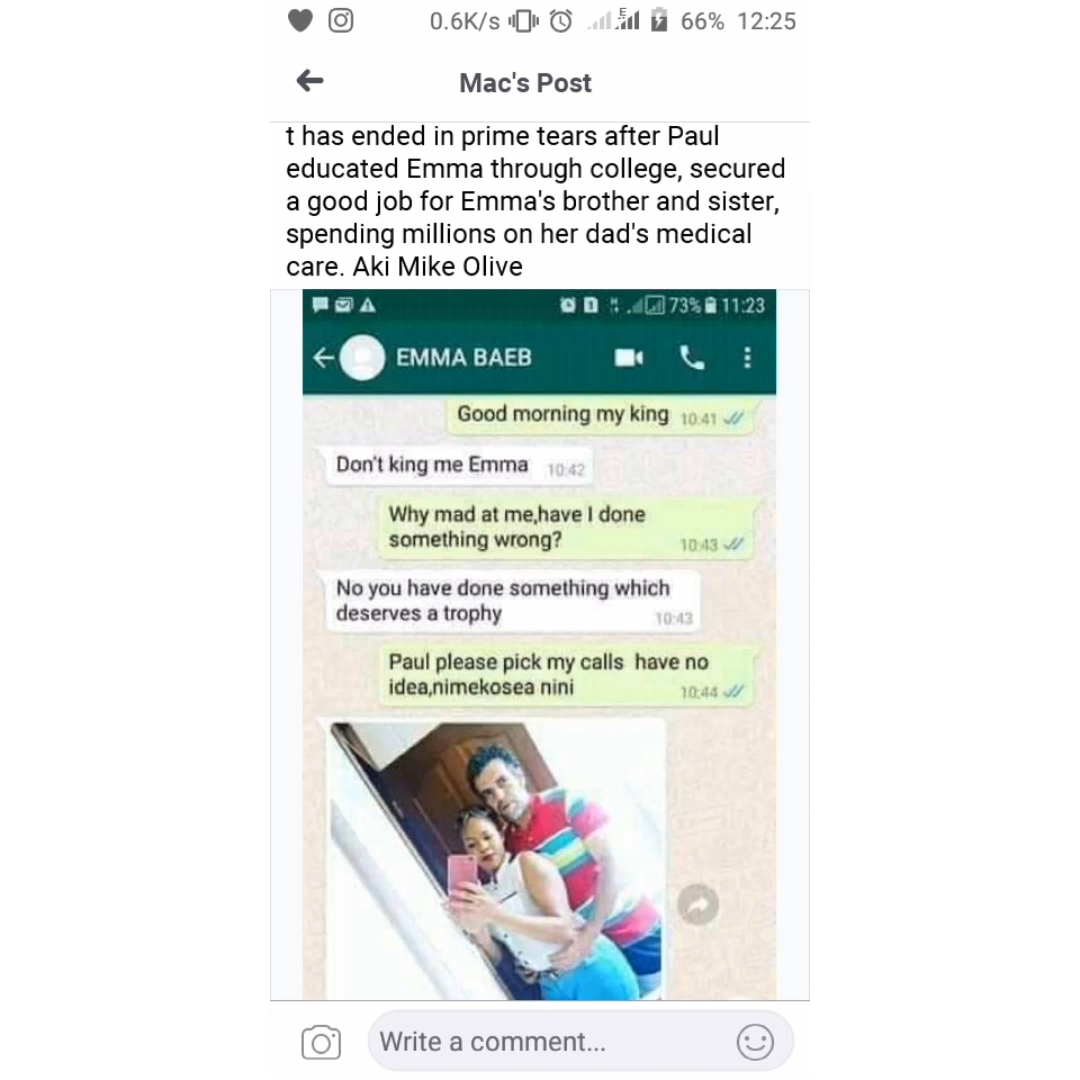 0.6K/s E 66% 12:25
Mac's Post
t has ended in prime tears after Paul
educated Emma through college, secured
a good job for Emma's brother and sister,
spending millions on her dad's medical
care. Aki Mike Olive
73% 11:23
EMMA BAEB
Good morning my king 10:41
Don't king me Emma 10:42
Why mad at me,have I done
something wrong? 10:43
No you have done something which
deserves a trophy 10:43
Paul please pick my calls have no
idea,nimekosea nini 10:44
Write a comment...